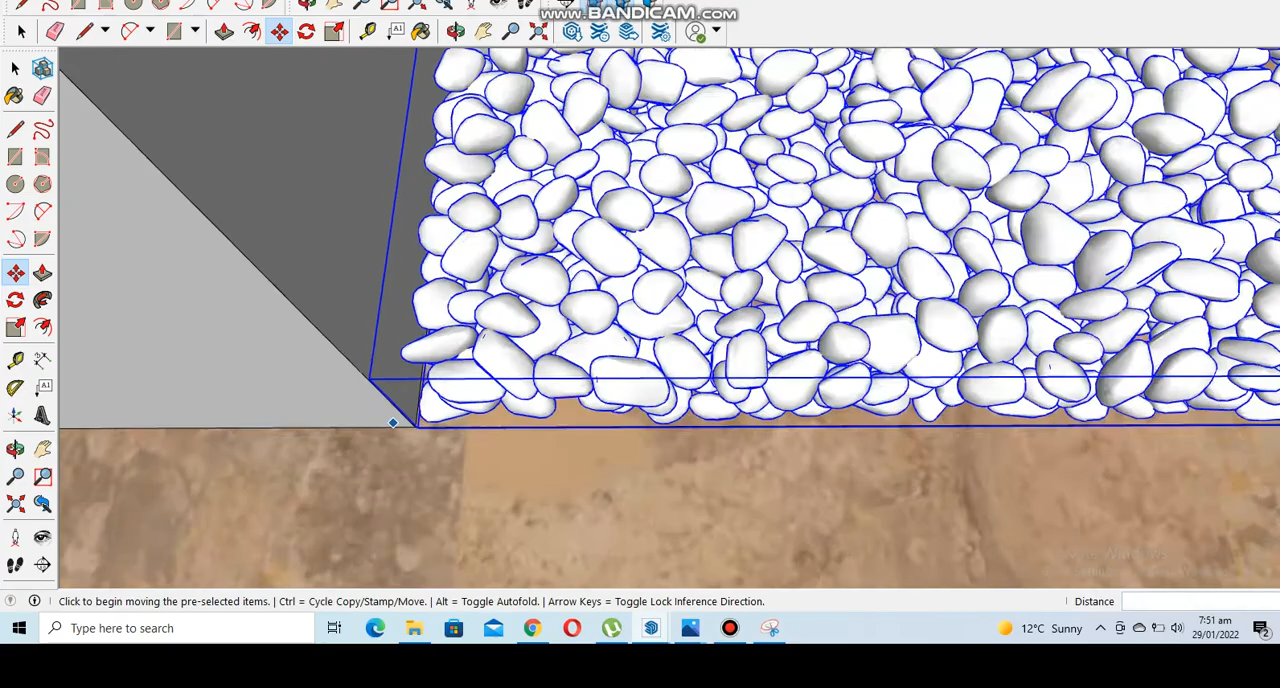 www.BANDICAM.com
Click to begin moving the pre-selected items. | Ctrl = Cycle Copy/Stamp/Move. | Alt = Toggle Autofold. | Arrow Keys = Toggle Lock Inference Direction.
Distance
Type here to search
12°C Sunny
7:51 am
29/01/2022
2